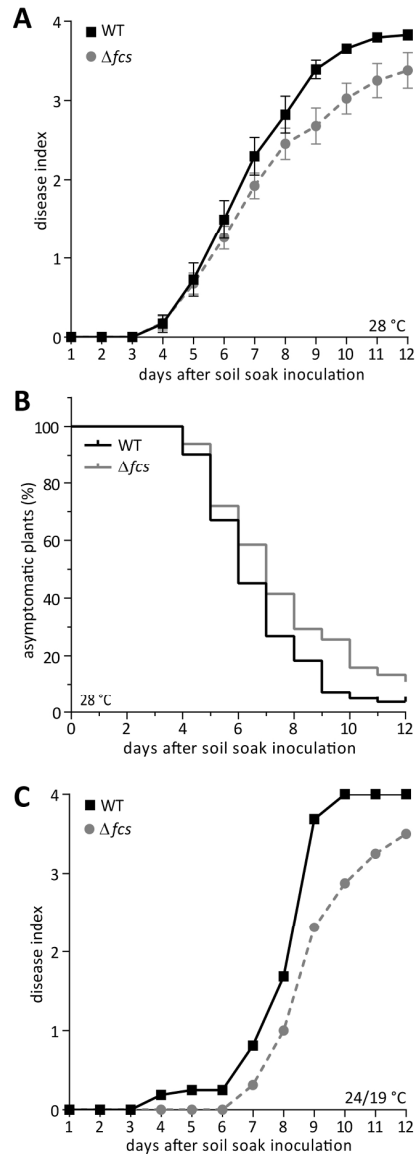 A
WT
Δfcs
4
3
2
1
0
disease index
28 °C
1 2 3 4 5 6 7 8 9 10 11 12
days after soil soak inoculation
B
WT
Δfcs
100
80
60
40
20
0
asymptomatic plants (%)
28 °C
0 2 4 6 8 10 12
days after soil soak inoculation
C
WT
Δfcs
4
3
2
1
0
disease index
24/19 °C
1 2 3 4 5 6 7 8 9 10 11 12
days after soil soak inoculation